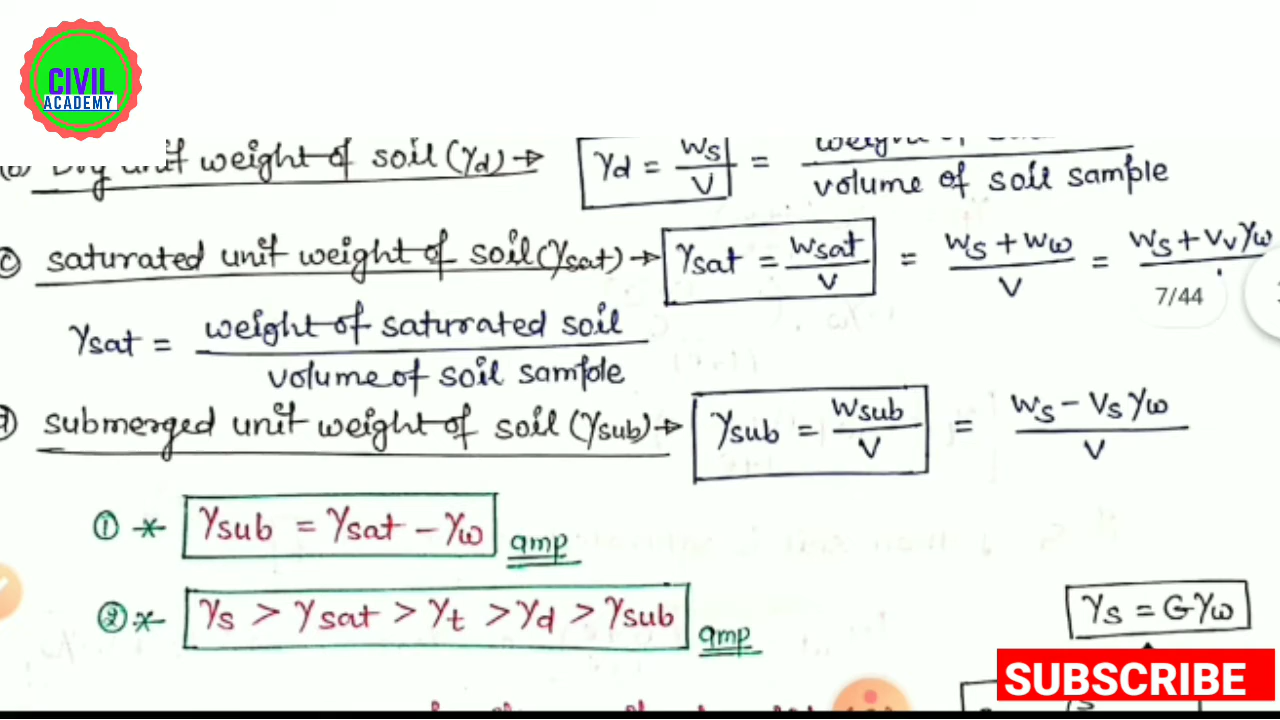 CIVIL
ACADEMY
unit weight of soil (γd) → γd = Ws/V = volume of soil sample
c) saturated unit weight of soil (γsat) → γsat = Wsat/V = Ws + Ww/V = Ws + Vvγw
7/44
γsat = weight of saturated soil/volume of soil sample
submerged unit weight of soil (γsub) → γsub = Wsub/V = Ws - Vsγw/V
① * γsub = γsat - γw amp
② * γs > γsat > γt > γd > γsub amp
γs = Gγw
SUBSCRIBE